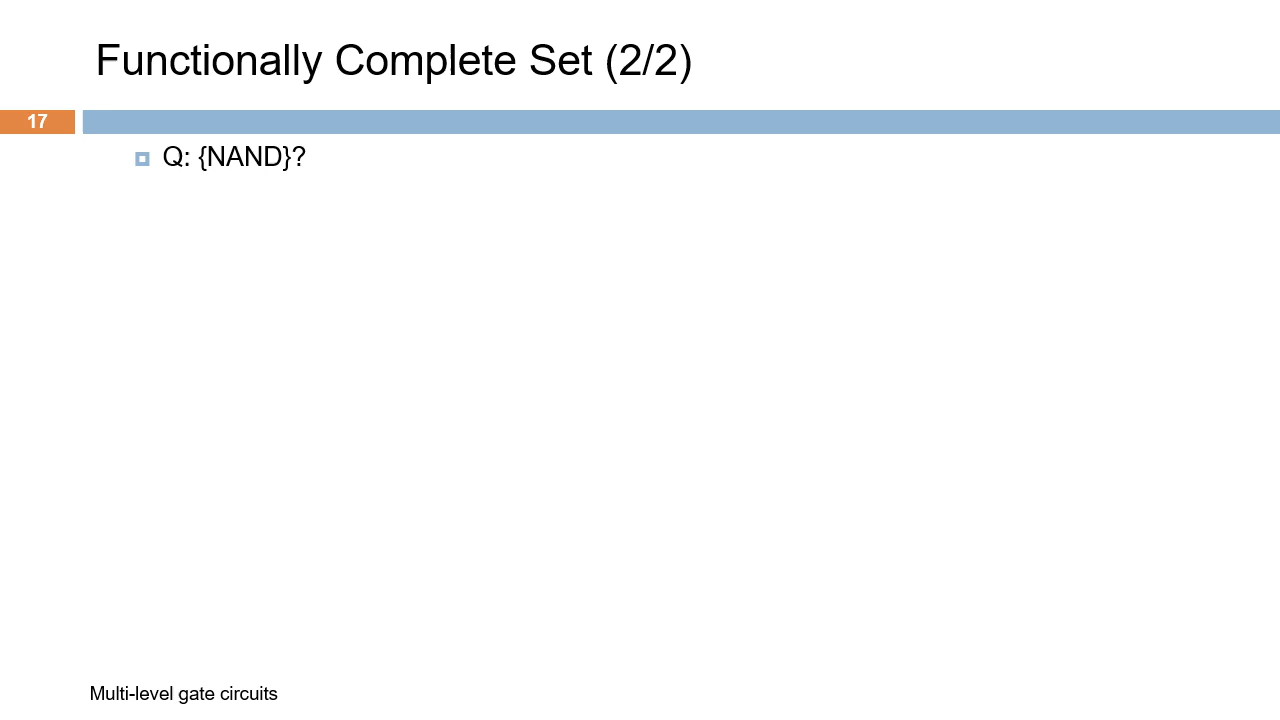 Functionally Complete Set (2/2)
17
Q: {NAND}?
Multi-level gate circuits